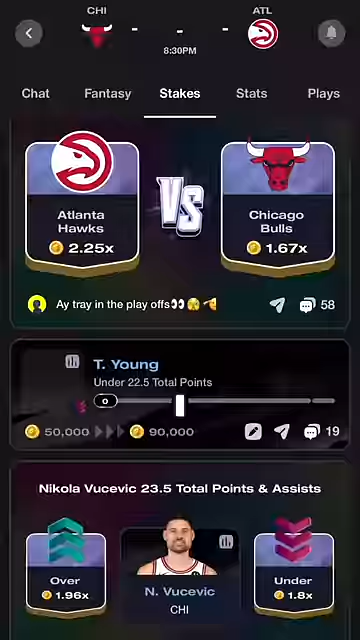 CHI
ATL
-
-
-
8:30PM
Chat Fantasy Stakes Stats Plays
Atlanta
Hawks
2.25x
VS
Chicago
Bulls
1.67x
Ay tray in the play offs👀🫣🫡
58
T. Young
Under 22.5 Total Points
0
50,000
90,000
19
Nikola Vucevic 23.5 Total Points & Assists
Over
1.96x
N. Vucevic
CHI
Under
1.8x